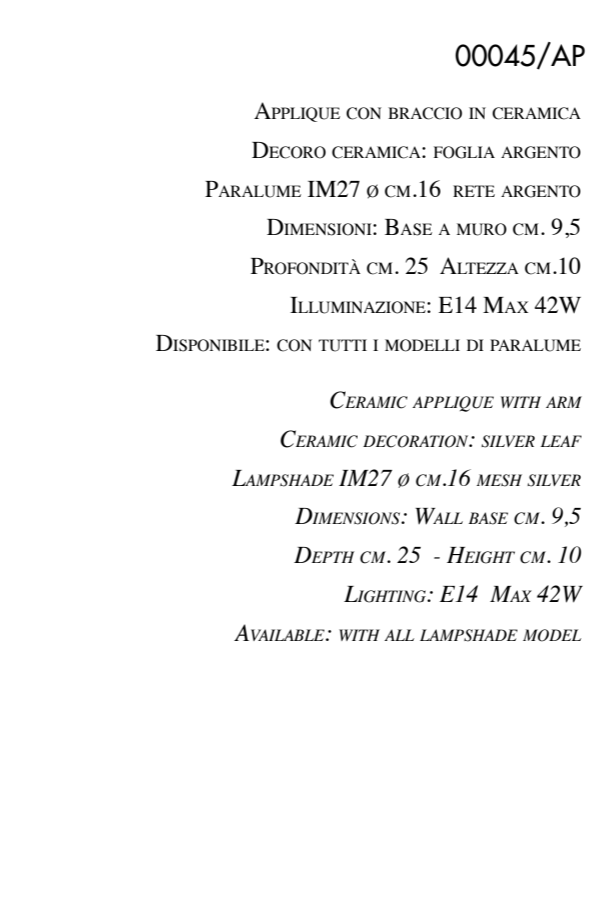 00045/AP
Applique con braccio in ceramica
Decoro ceramica: foglia argento
Paralume IM27 ø cm.16 rete argento
Dimensioni: Base a muro cm. 9,5
Profondità cm. 25 Altezza cm.10
Illuminazione: E14 Max 42W
Disponibile: con tutti i modelli di paralume
Ceramic applique with arm
Ceramic decoration: silver leaf
Lampshade IM27 ø cm.16 mesh silver
Dimensions: Wall base cm. 9,5
Depth cm. 25 - Height cm. 10
Lighting: E14 Max 42W
Available: with all lampshade model